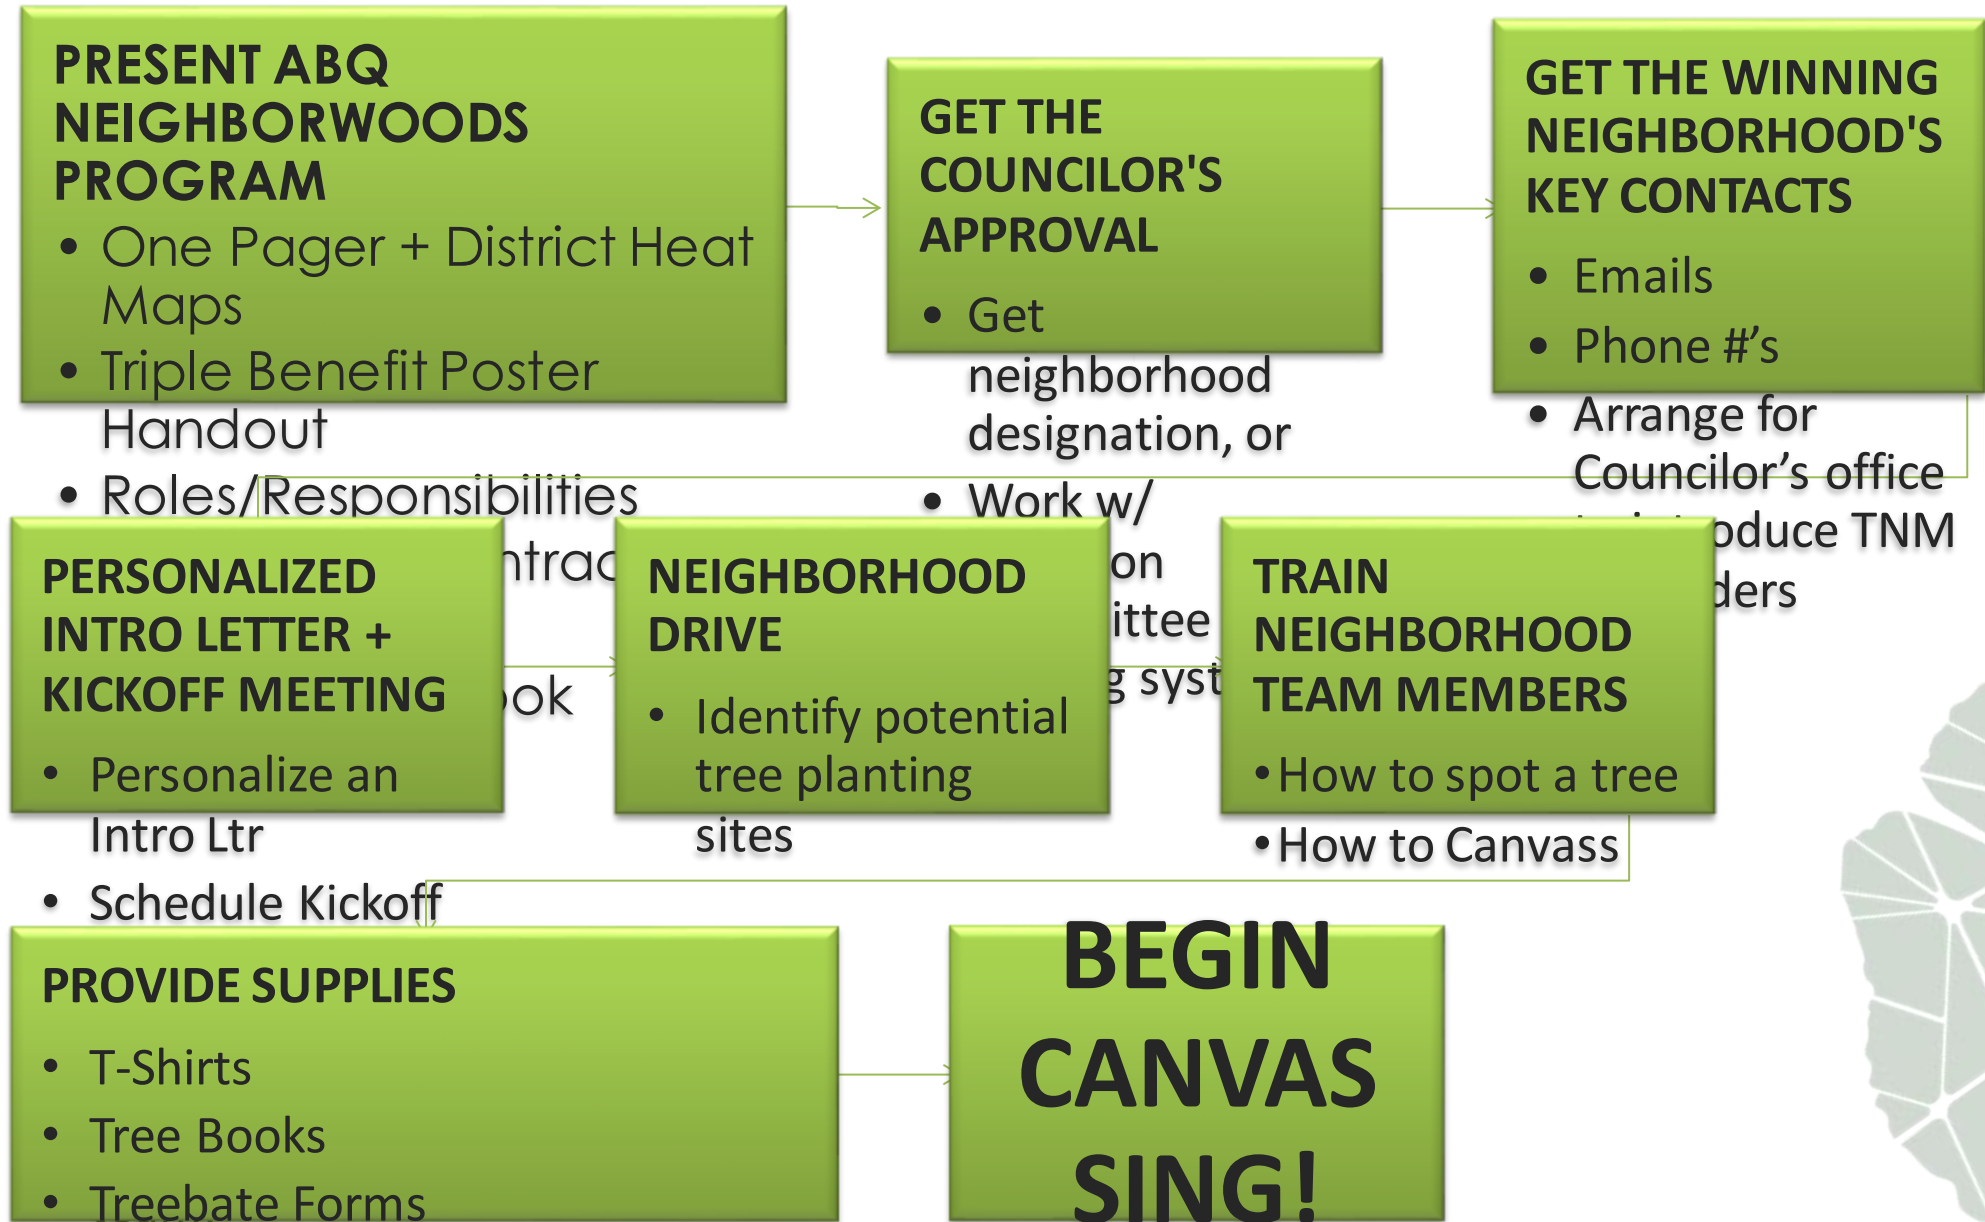 PRESENT ABQ
NEIGHBORWOODS
PROGRAM
• One Pager + District Heat
Maps
• Triple Benefit Poster
Handout
• Roles/Responsibilities
GET THE
COUNCILOR'S
APPROVAL
• Get
neighborhood
designation, or
• Work w/
GET THE WINNING
NEIGHBORHOOD'S
KEY CONTACTS
• Emails
• Phone #’s
• Arrange for
Councilor’s office
TNM
PERSONALIZED
INTRO LETTER +
KICKOFF MEETING
• Personalize an
Intro Ltr
• Schedule Kickoff
NEIGHBORHOOD
DRIVE
• Identify potential
tree planting
sites
TRAIN
NEIGHBORHOOD
TEAM MEMBERS
• How to spot a tree
• How to Canvass
PROVIDE SUPPLIES
• T-Shirts
• Tree Books
• Treebate Forms
BEGIN
CANVAS
SING!